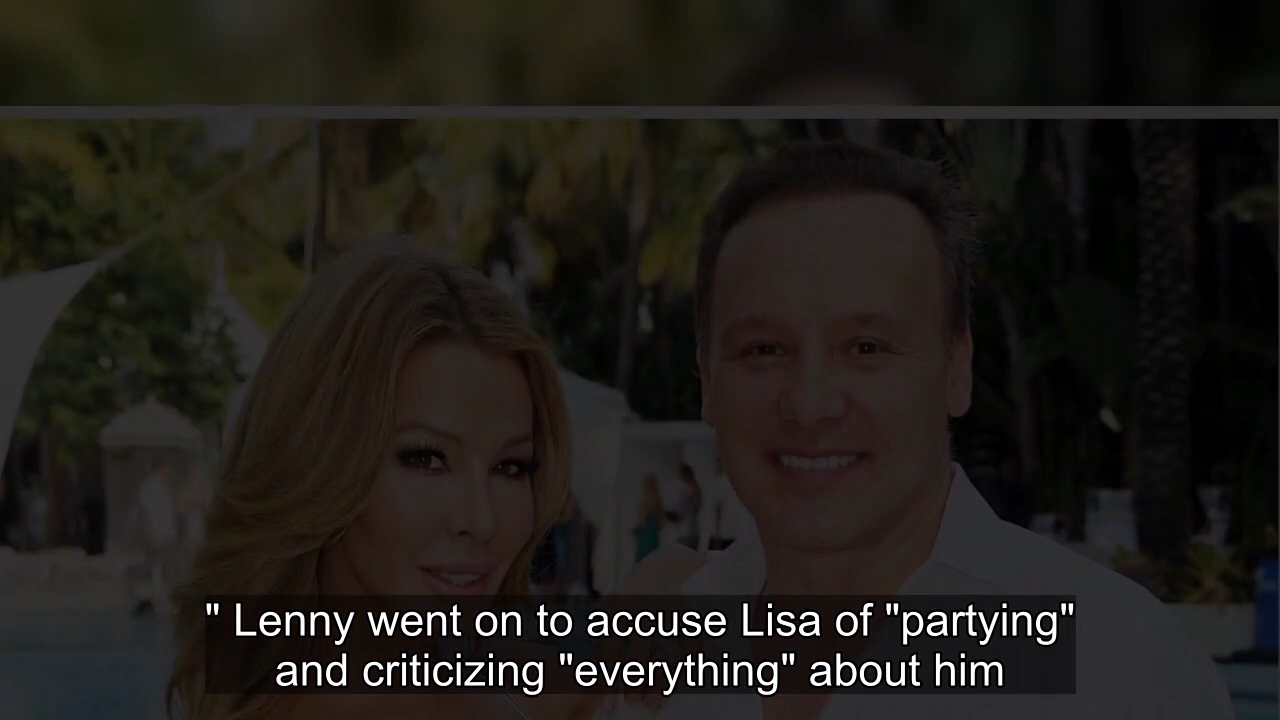 " Lenny went on to accuse Lisa of "partying"
and criticizing "everything" about him